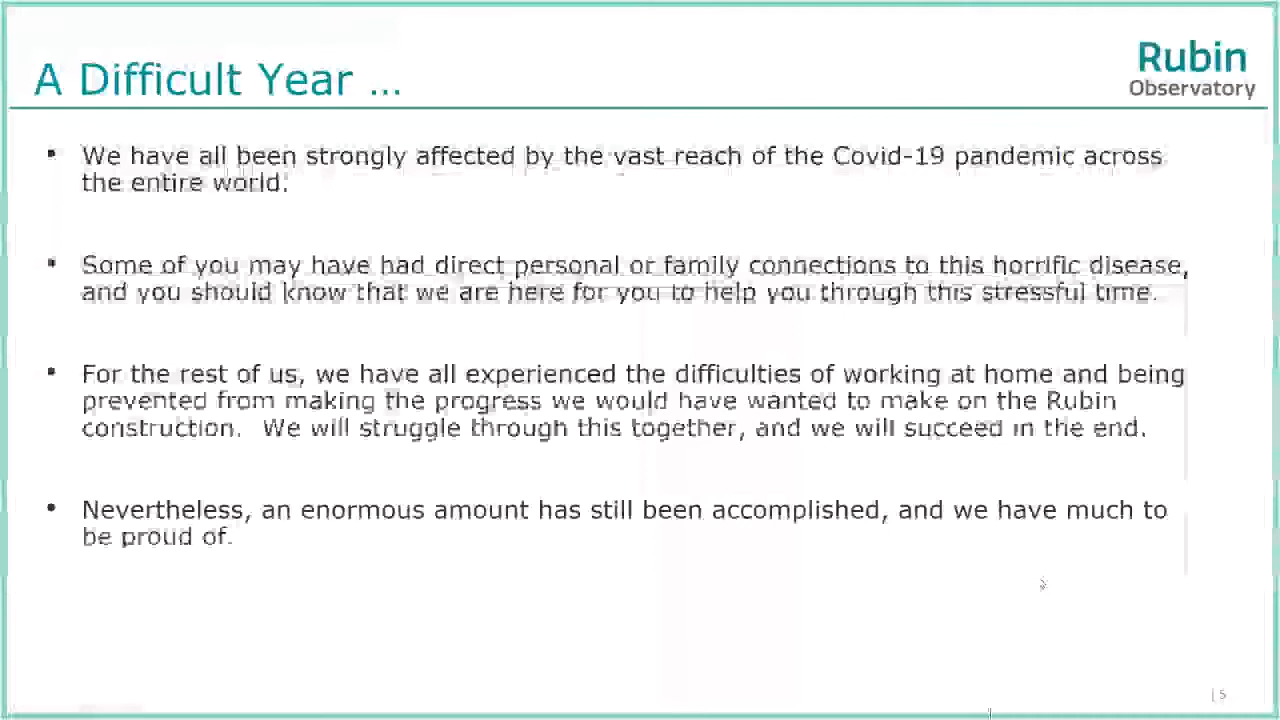 A Difficult Year ...
Rubin
Observatory
• We have all been strongly affected by the vast reach of the Covid-19 pandemic across
the entire world.
• Some of you may have had direct personal or family connections to this horrific disease,
and you should know that we are here for you to help you through this stressful time.
• For the rest of us, we have all experienced the difficulties of working at home and being
prevented from making the progress we would have wanted to make on the Rubin
construction. We will struggle through this together, and we will succeed in the end.
• Nevertheless, an enormous amount has still been accomplished, and we have much to
be proud of.
| 5